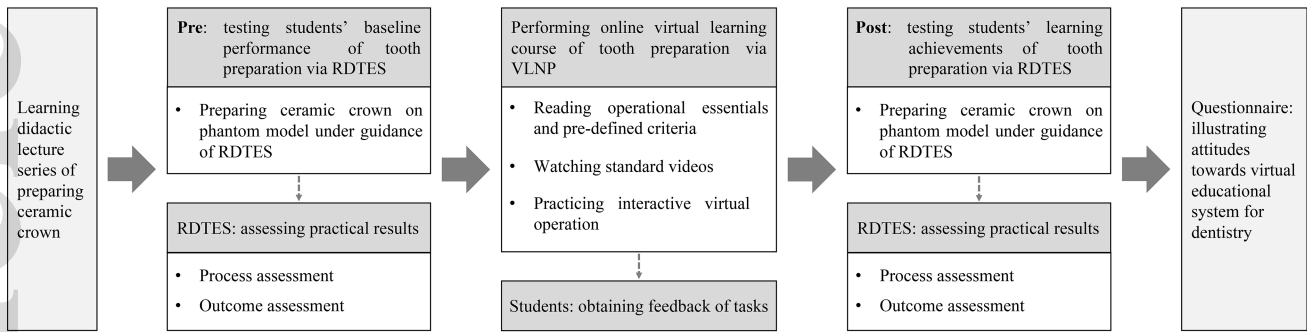 Learning
didactic
lecture
series of
preparing
ceramic
crown
Pre: testing students’ baseline
performance of tooth
preparation via RDTES
• Preparing ceramic crown on
phantom model under guidance
of RDTES
RDTES: assessing practical results
• Process assessment
• Outcome assessment
Performing online virtual learning
course of tooth preparation via
VLNP
• Reading operational essentials
and pre-defined criteria
• Watching standard videos
• Practicing interactive virtual
operation
Students: obtaining feedback of tasks
Post: testing students’ learning
achievements of tooth
preparation via RDTES
• Preparing ceramic crown on
phantom model under guidance
of RDTES
RDTES: assessing practical results
• Process assessment
• Outcome assessment
Questionnaire:
illustrating
attitudes
towards virtual
educational
system for
dentistry